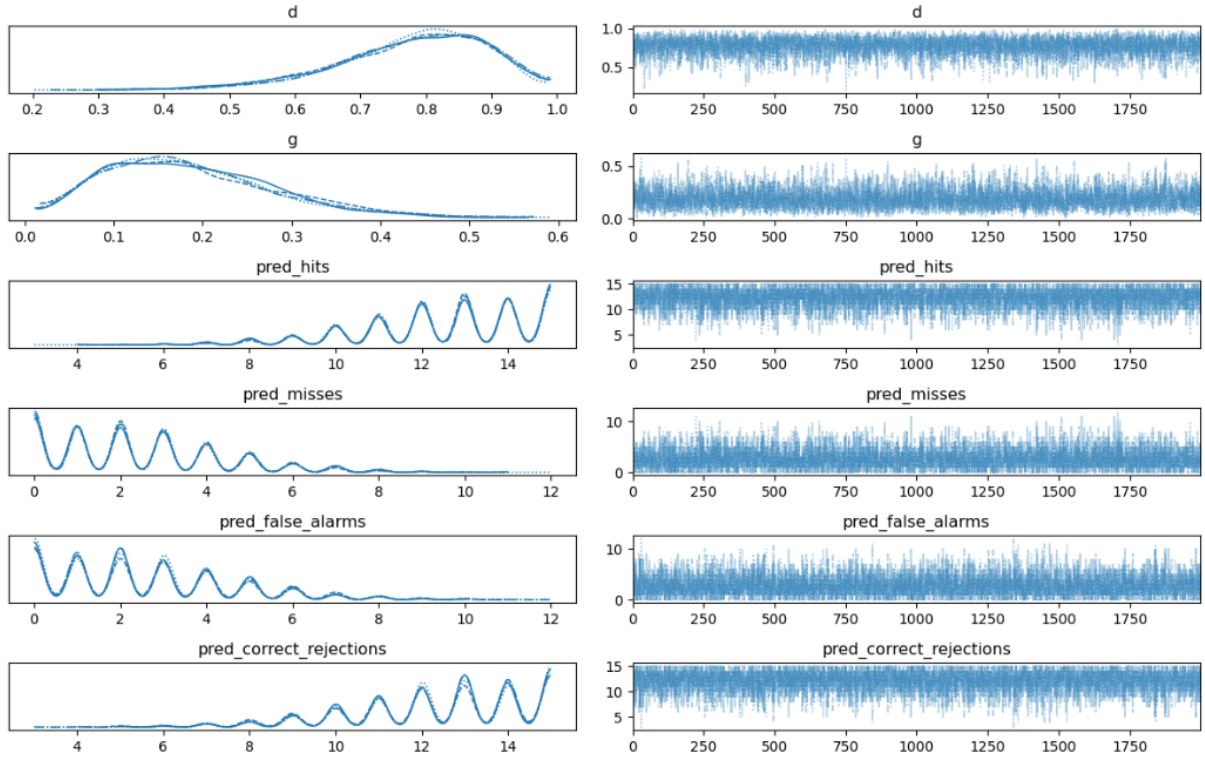 d d
0.2 0.3 0.4 0.5 0.6 0.7 0.8 0.9 1.0
1.0
0.5
0 250 500 750 1000 1250 1500 1750
g g
0.0 0.1 0.2 0.3 0.4 0.5 0.6
0.5
0.0
0 250 500 750 1000 1250 1500 1750
pred_hits pred_hits
4 6 8 10 12 14
15
10
5
0 250 500 750 1000 1250 1500 1750
pred_misses pred_misses
0 2 4 6 8 10 12
10
0
0 250 500 750 1000 1250 1500 1750
pred_false_alarms pred_false_alarms
0 2 4 6 8 10 12
10
0
0 250 500 750 1000 1250 1500 1750
pred_correct_rejections pred_correct_rejections
4 6 8 10 12 14
15
10
5
0 250 500 750 1000 1250 1500 1750